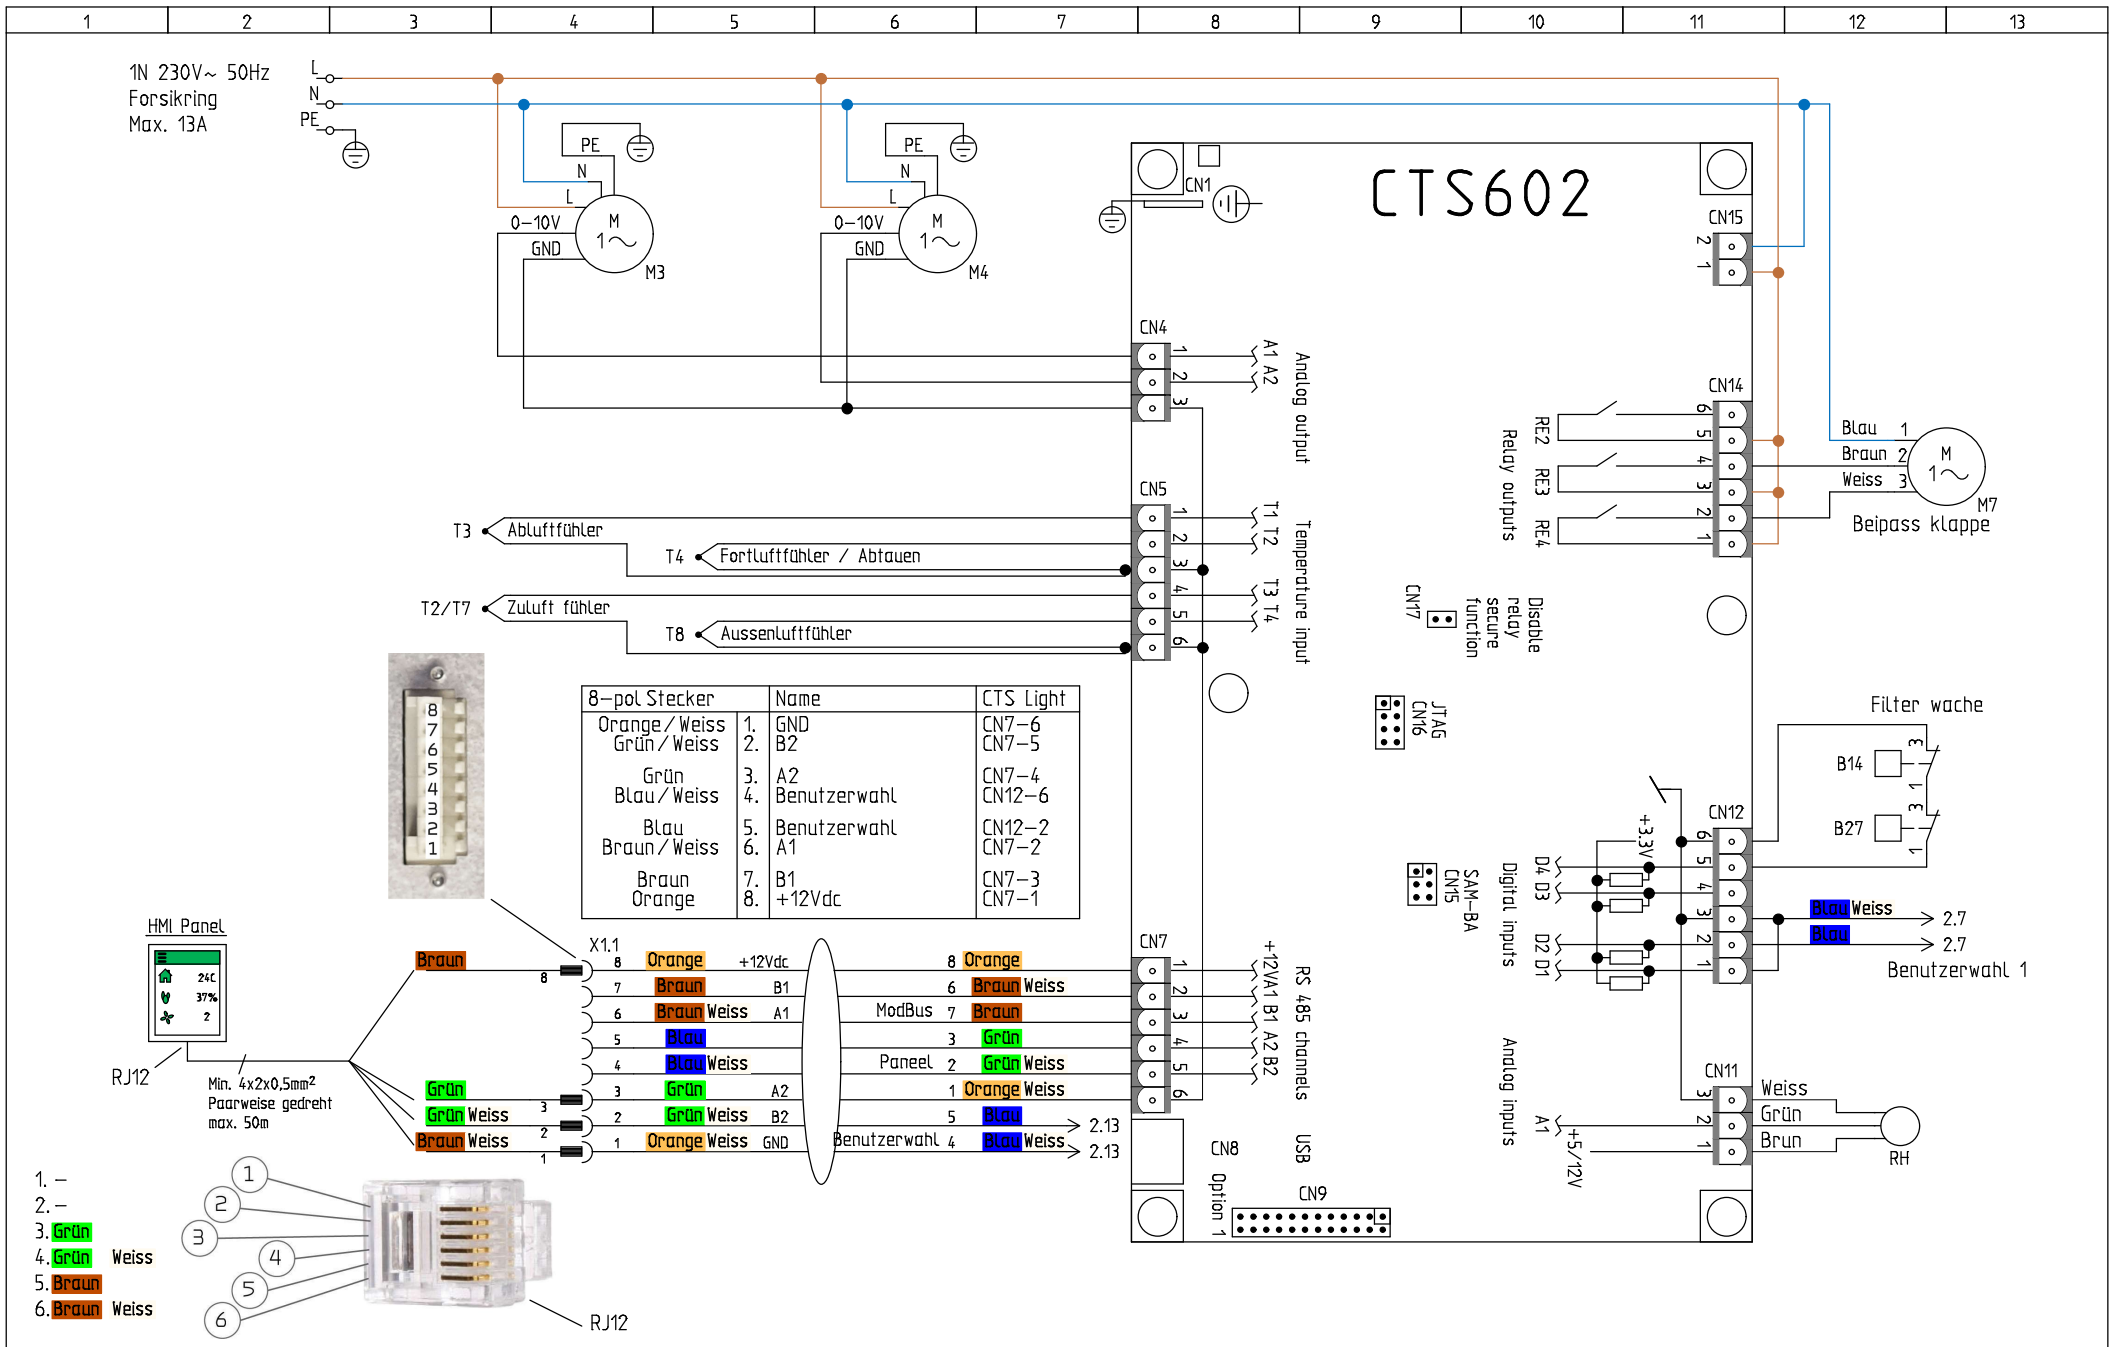 1 2 3 4 5 6 7 8 9 10 11 12 13
1N 230V~ 50Hz
Forsikring
Max. 13A
L
N
PE
PE
N
L
0-10V
GND
M
1~
M3
PE
N
L
0-10V
GND
M
1~
M4
CTS602
CN1
CN15
2
1
CN4
1
2
3
A1 A2
Analog output
CN14
6
5
4
3
2
1
RE2
RE3
RE4
Relay outputs
Blau 1
Braun 2
Weiss 3
M
1~
M7
Beipass klappe
CN5
1
2
3
4
5
6
T1 T2
T3 T4
Temperature input
T3 Abluftfühler
T4 Fortluftfühler / Abtauen
T2/T7 Zuluft fühler
T8 Aussenluftfühler
CN17
Disable
relay
secure
function
JTAG
CN16
SAM-BA
CN15
8
7
6
5
4
3
2
1
8-pol Stecker Name CTS Light
Orange/Weiss 1. GND CN7-6
Grün/Weiss 2. B2 CN7-5
Grün 3. A2 CN7-4
Blau/Weiss 4. Benutzerwahl CN12-6
Blau 5. Benutzerwahl CN12-2
Braun/Weiss 6. A1 CN7-2
Braun 7. B1 CN7-3
Orange 8. +12Vdc CN7-1
Filter wache
B14
3
1
B27
3
1
CN12
6
5
4
3
2
1
+3.3V
D4 D3
D2 D1
Digital inputs
Blau Weiss 2.7
Blau 2.7
Benutzerwahl 1
HMI Panel
24C
37%
2
RJ12
Min. 4x2x0,5mm²
Paarweise gedreht
max. 50m
X1.1
Braun 8 8 Orange +12Vdc 8 Orange
7 Braun B1 6 Braun Weiss
6 Braun Weiss A1 ModBus 7 Braun
5 Blau 3 Grün
4 Blau Weiss Paneel 2 Grün Weiss
Grün 3 3 Grün A2 1 Orange Weiss
Grün Weiss 2 2 Grün Weiss B2 5 Blau 2.13
Braun Weiss 1 1 Orange Weiss GND Benutzerwahl 4 Blau Weiss 2.13
CN7
1
2
3
4
5
6
+12V A1 B1 A2 B2
RS 485 channels
CN8
USB
CN9
Option 1
Analog inputs
A1
+5/12V
CN11
3
2
1
Weiss
Grün
Brun
RH
1. -
2. -
3. Grün
4. Grün Weiss
5. Braun
6. Braun Weiss
1
2
3
4
5
6
RJ12